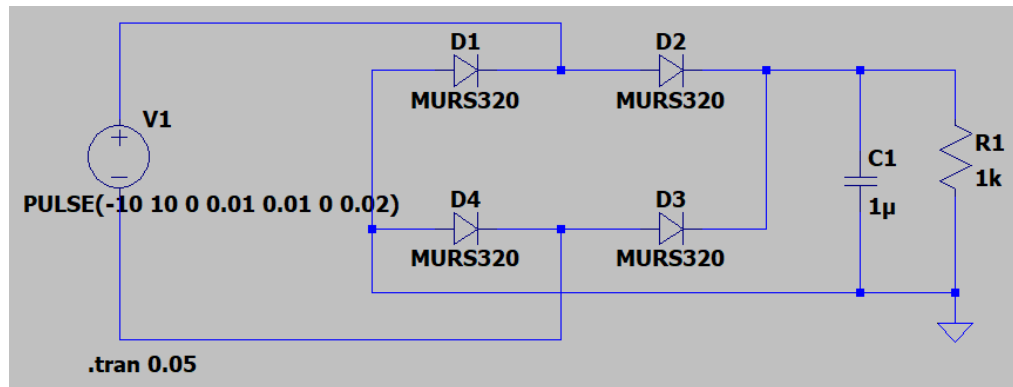 D1
D2
MURS320
MURS320
V1
+
−
PULSE(-10 10 0 0.01 0.01 0 0.02)
C1
1µ
R1
1k
D4
D3
MURS320
MURS320
.tran 0.05